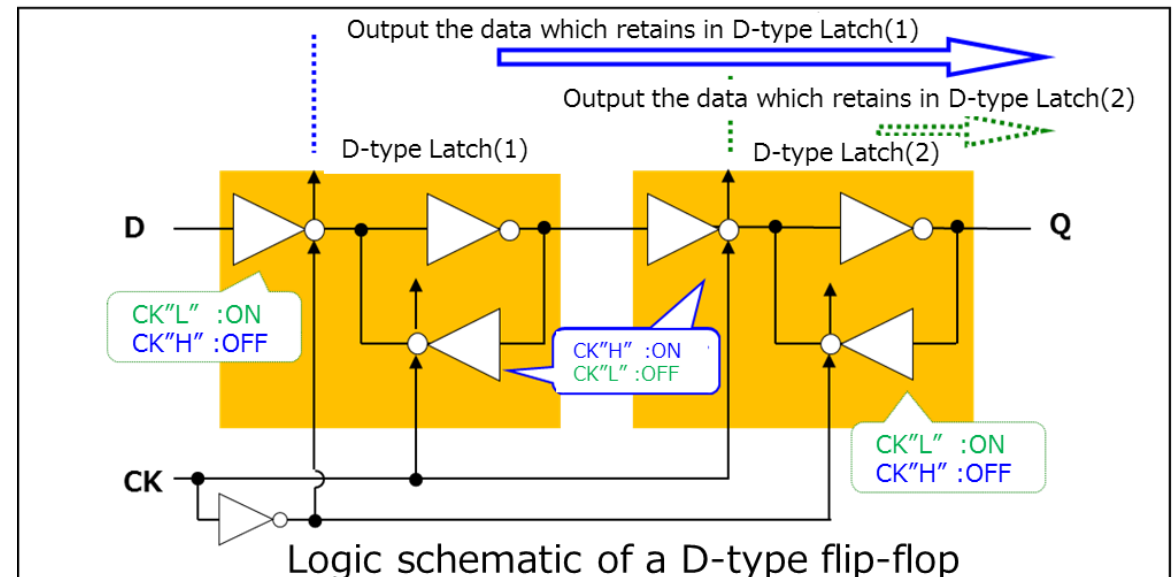 Output the data which retains in D-type Latch(1)
Output the data which retains in D-type Latch(2)
D-type Latch(1)
D-type Latch(2)
D
Q
CK"L" :ON
CK"H" :OFF
CK"H" :ON
CK"L" :OFF
CK"L" :ON
CK"H" :OFF
CK
Logic schematic of a D-type flip-flop